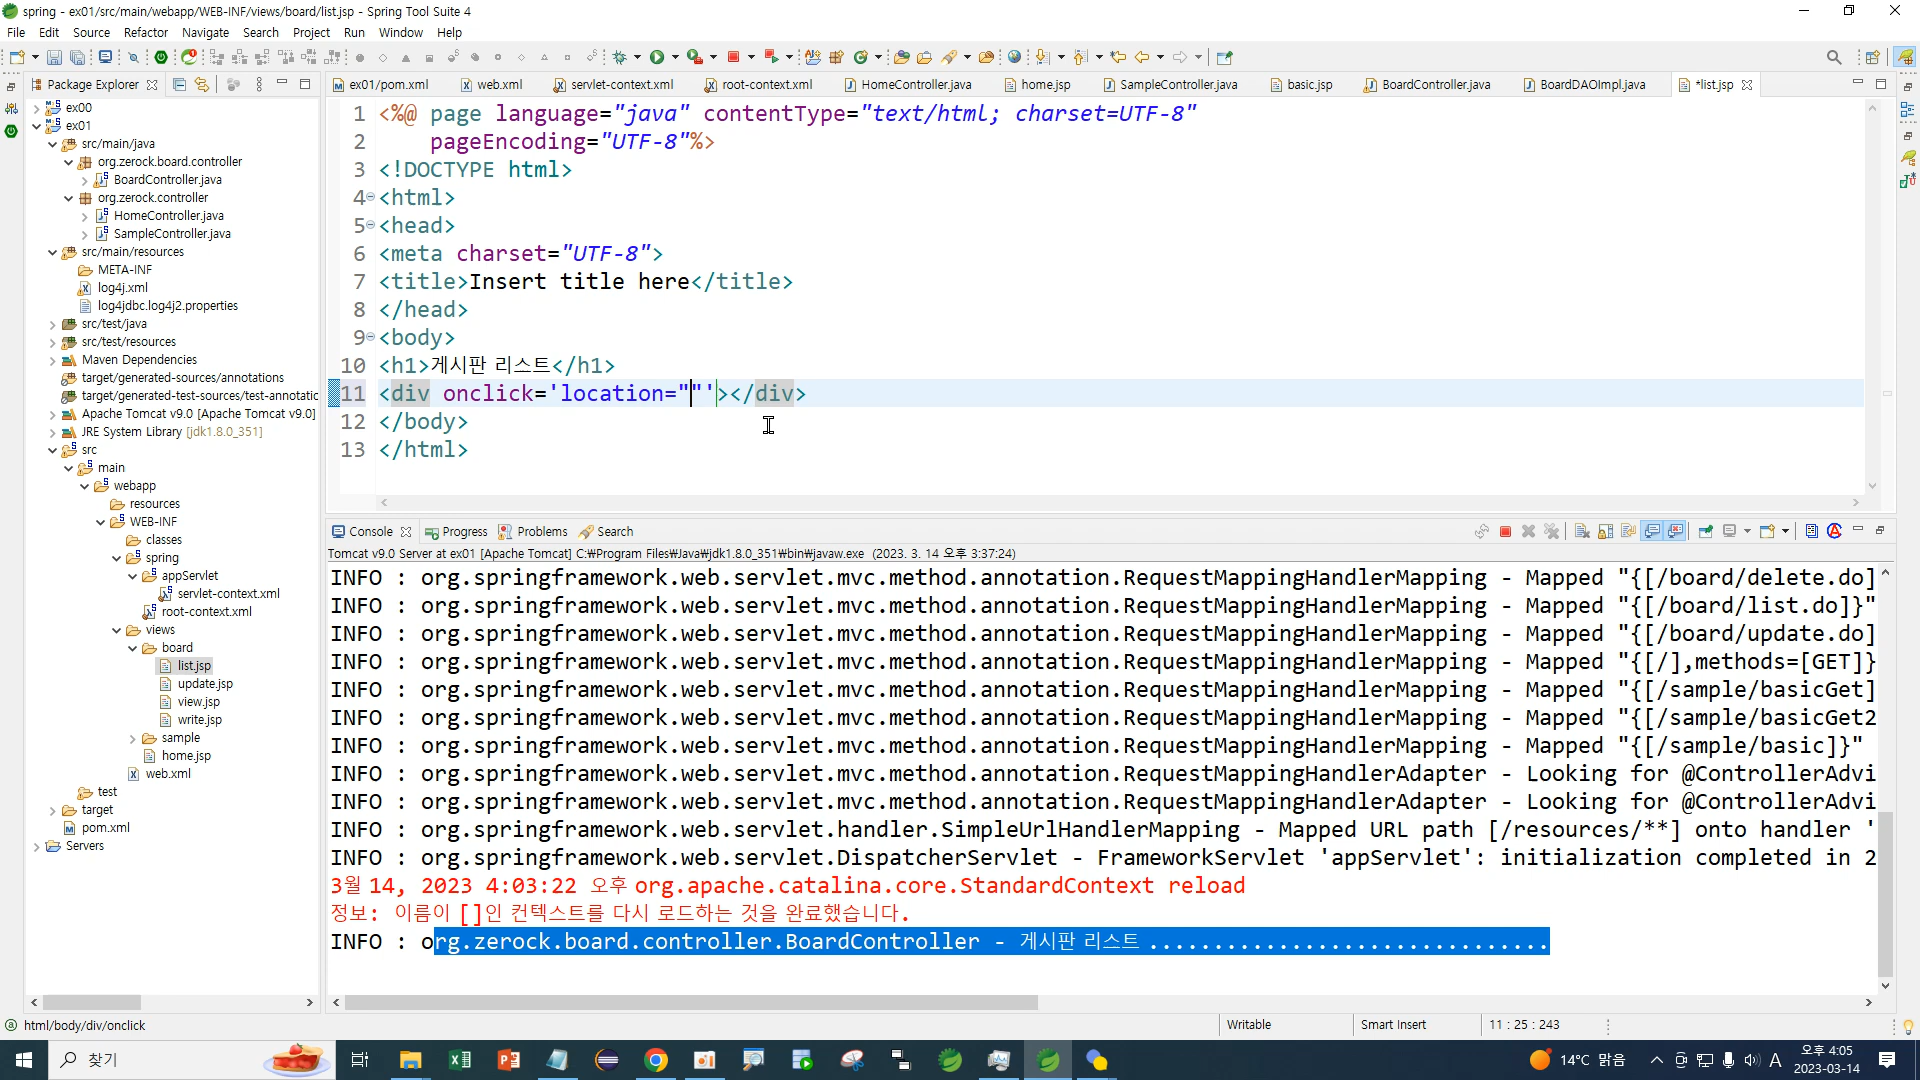 spring - ex01/src/main/webapp/WEB-INF/views/board/list.jsp - Spring Tool Suite 4
File Edit Source Refactor Navigate Search Project Run Window Help
Package Explorer
ex01/pom.xml web.xml servlet-context.xml root-context.xml HomeController.java home.jsp SampleController.java basic.jsp BoardController.java BoardDAOImpl.java *list.jsp
ex00
ex01
src/main/java
org.zerock.board.controller
BoardController.java
org.zerock.controller
HomeController.java
SampleController.java
src/main/resources
META-INF
log4j.xml
log4jdbc.log4j2.properties
src/test/java
src/test/resources
Maven Dependencies
target/generated-sources/annotations
target/generated-test-sources/test-annotatic
Apache Tomcat v9.0 [Apache Tomcat v9.0]
JRE System Library [jdk1.8.0_351]
src
main
webapp
resources
WEB-INF
classes
spring
appServlet
servlet-context.xml
root-context.xml
views
board
list.jsp
update.jsp
view.jsp
write.jsp
sample
home.jsp
web.xml
test
target
pom.xml
Servers
1 <%@ page language="java" contentType="text/html; charset=UTF-8"
2 pageEncoding="UTF-8"%>
3 <!DOCTYPE html>
4 <html>
5 <head>
6 <meta charset="UTF-8">
7 <title>Insert title here</title>
8 </head>
9 <body>
10 <h1>게시판 리스트</h1>
11 <div onclick='location=""'></div>
12 </body>
13 </html>
Console Progress Problems Search
Tomcat v9.0 Server at ex01 [Apache Tomcat] C:₩Program Files₩Java₩jdk1.8.0_351₩bin₩javaw.exe (2023. 3. 14 오후 3:37:24)
INFO : org.springframework.web.servlet.mvc.method.annotation.RequestMappingHandlerMapping - Mapped "{[/board/delete.do]
INFO : org.springframework.web.servlet.mvc.method.annotation.RequestMappingHandlerMapping - Mapped "{[/board/list.do]}"
INFO : org.springframework.web.servlet.mvc.method.annotation.RequestMappingHandlerMapping - Mapped "{[/board/update.do]
INFO : org.springframework.web.servlet.mvc.method.annotation.RequestMappingHandlerMapping - Mapped "{[/],methods=[GET]}
INFO : org.springframework.web.servlet.mvc.method.annotation.RequestMappingHandlerMapping - Mapped "{[/sample/basicGet]
INFO : org.springframework.web.servlet.mvc.method.annotation.RequestMappingHandlerMapping - Mapped "{[/sample/basicGet2
INFO : org.springframework.web.servlet.mvc.method.annotation.RequestMappingHandlerMapping - Mapped "{[/sample/basic]}"
INFO : org.springframework.web.servlet.mvc.method.annotation.RequestMappingHandlerAdapter - Looking for @ControllerAdvi
INFO : org.springframework.web.servlet.mvc.method.annotation.RequestMappingHandlerAdapter - Looking for @ControllerAdvi
INFO : org.springframework.web.servlet.handler.SimpleUrlHandlerMapping - Mapped URL path [/resources/**] onto handler '
INFO : org.springframework.web.servlet.DispatcherServlet - FrameworkServlet 'appServlet': initialization completed in 2
3월 14, 2023 4:03:22 오후 org.apache.catalina.core.StandardContext reload
정보: 이름이 []인 컨텍스트를 다시 로드하는 것을 완료했습니다.
INFO : org.zerock.board.controller.BoardController - 게시판 리스트 ...............................
html/body/div/onclick Writable Smart Insert 11 : 25 : 243
찾기 14°C 맑음 A 오후 4:05
2023-03-14